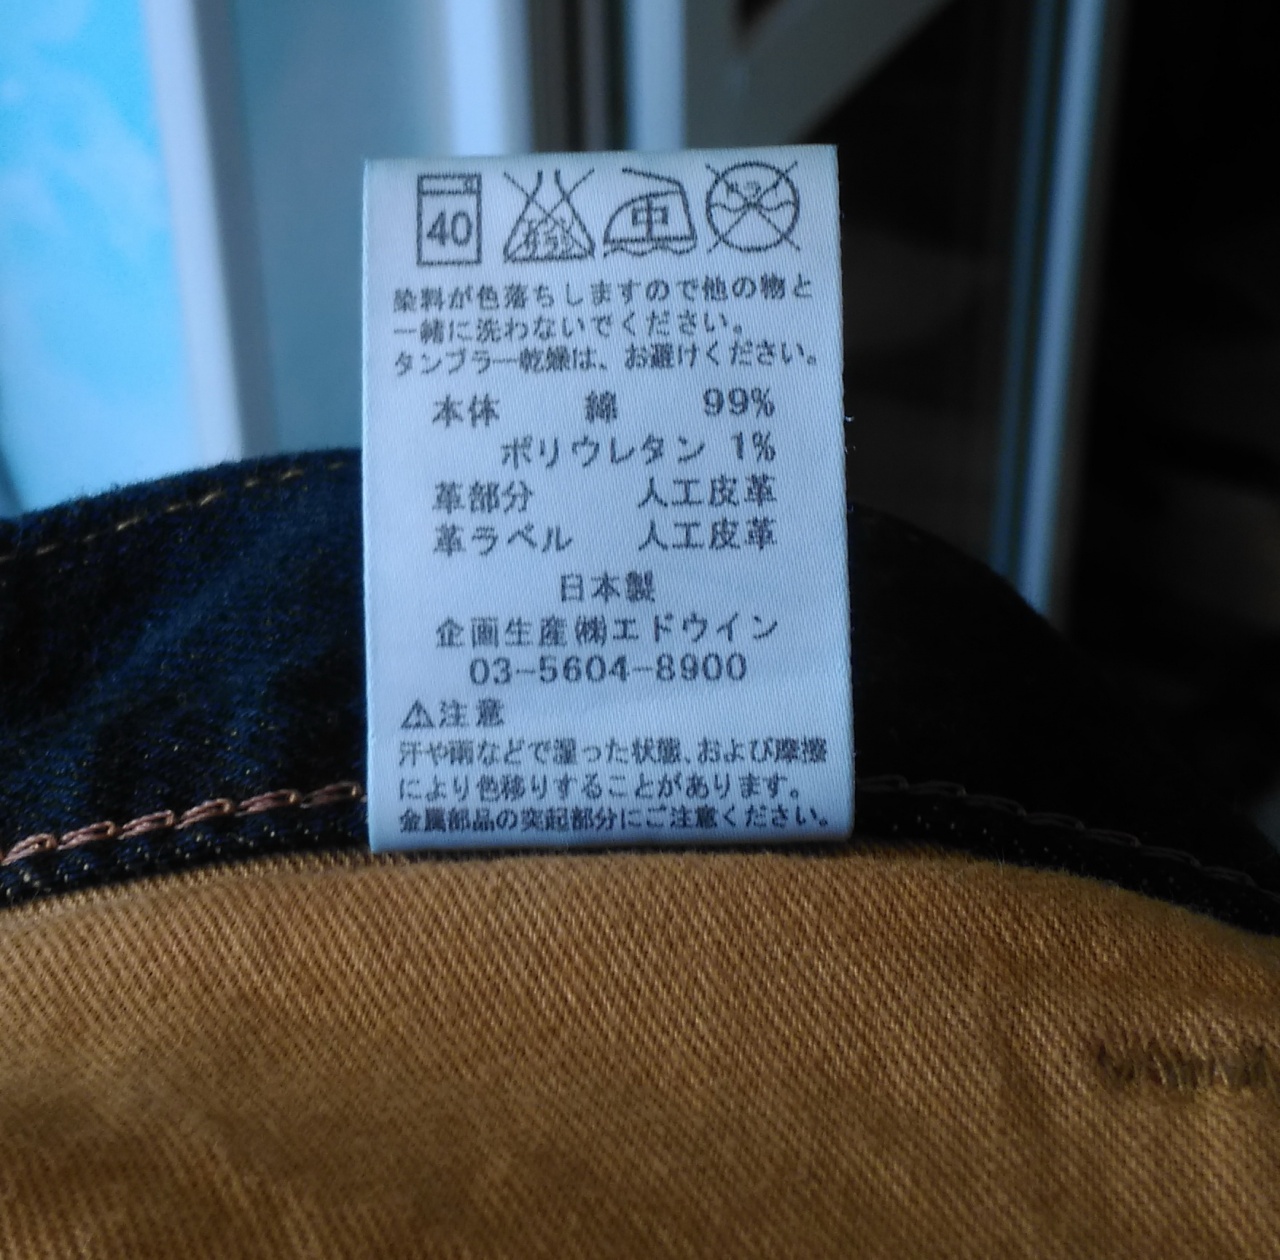 40
中
染料が色落ちしますので他の物と
一緒に洗わないでください。
タンブラー乾燥は、お避けください。
本体 綿 99%
ポリウレタン 1%
革部分 人工皮革
革ラベル 人工皮革
日本製
企画生産㈱エドウイン
03-5604-8900
⚠注意
汗や雨などで湿った状態、および摩擦
により色移りすることがあります。
金属部品の突起部分にご注意ください。